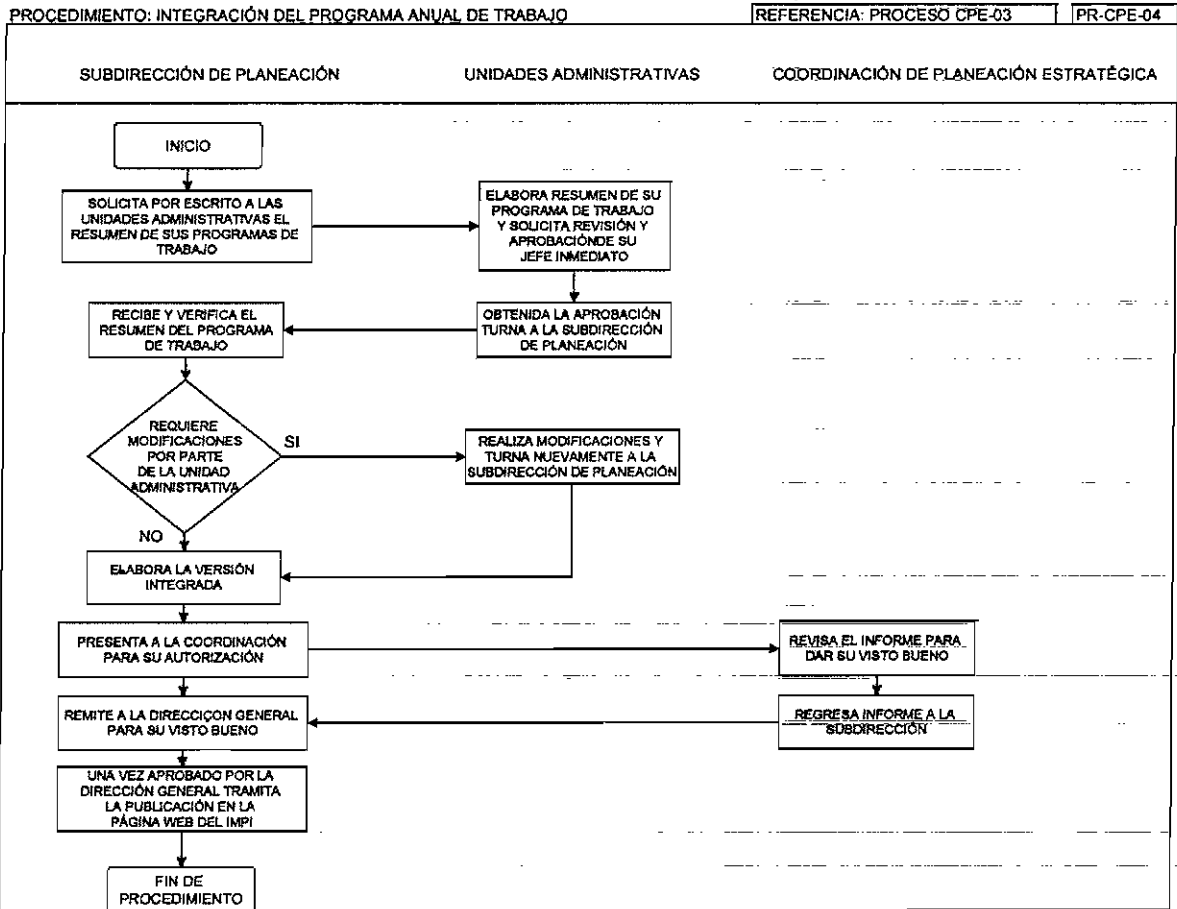 PROCEDIMIENTO: INTEGRACIÓN DEL PROGRAMA ANUAL DE TRABAJO
REFERENCIA: PROCESO CPE-03
PR-CPE-04
SUBDIRECCIÓN DE PLANEACIÓN
UNIDADES ADMINISTRATIVAS
COORDINACIÓN DE PLANEACIÓN ESTRATÉGICA
INICIO
SOLICITA POR ESCRITO A LAS
UNIDADES ADMINISTRATIVAS EL
RESUMEN DE SUS PROGRAMAS DE
TRABAJO
ELABORA RESUMEN DE SU
PROGRAMA DE TRABAJO
Y SOLICITA REVISIÓN Y
APROBACIÓNDE SU
JEFE INMEDIATO
RECIBE Y VERIFICA EL
RESUMEN DEL PROGRAMA
DE TRABAJO
OBTENIDA LA APROBACIÓN
TURNA A LA SUBDIRECCIÓN
DE PLANEACIÓN
REQUIERE
MODIFICACIONES
POR PARTE
DE LA UNIDAD
ADMINISTRATIVA
SI
REALIZA MODIFICACIONES Y
TURNA NUEVAMENTE A LA
SUBDIRECCIÓN DE PLANEACIÓN
NO
ELABORA LA VERSIÓN
INTEGRADA
PRESENTA A LA COORDINACIÓN
PARA SU AUTORIZACIÓN
REVISA EL INFORME PARA
DAR SU VISTO BUENO
REMITE A LA DIRECCIÇON GENERAL
PARA SU VISTO BUENO
REGRESA INFORME A LA
SUBDIRECCIÓN
UNA VEZ APROBADO POR LA
DIRECCIÓN GENERAL TRAMITA
LA PUBLICACIÓN EN LA
PÁGINA WEB DEL IMPI
FIN DE
PROCEDIMIENTO